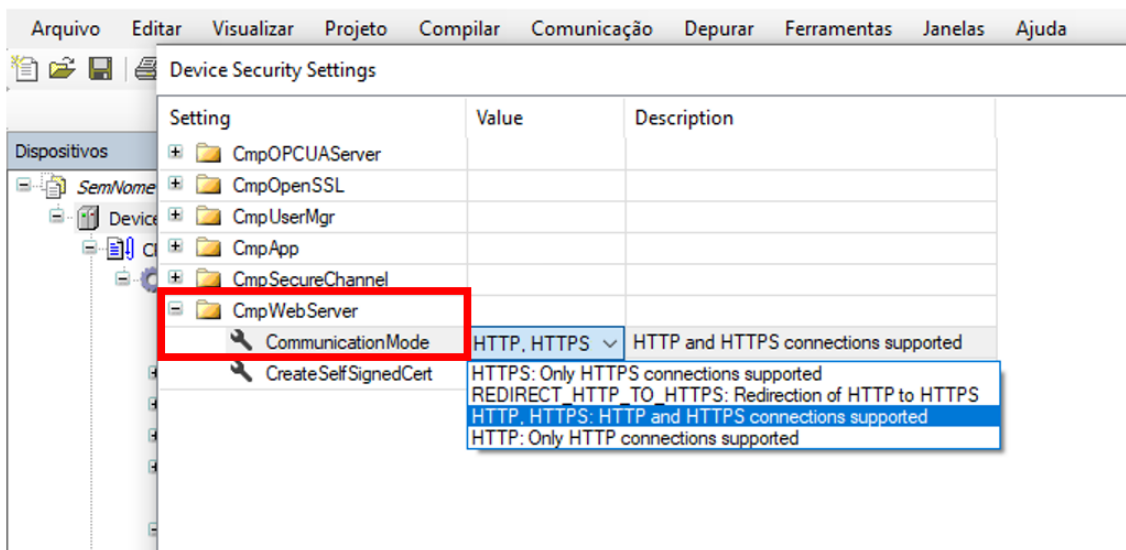 Arquivo Editar Visualizar Projeto Compilar Comunicação Depurar Ferramentas Janelas Ajuda
Device Security Settings
Setting Value Description
Dispositivos
SemNome
Device
CmpOPCUAServer
CmpOpenSSL
CmpUserMgr
CmpApp
CmpSecureChannel
CmpWebServer
CommunicationMode HTTP, HTTPS HTTP and HTTPS connections supported
CreateSelfSignedCert
HTTPS: Only HTTPS connections supported
REDIRECT_HTTP_TO_HTTPS: Redirection of HTTP to HTTPS
HTTP, HTTPS: HTTP and HTTPS connections supported
HTTP: Only HTTP connections supported